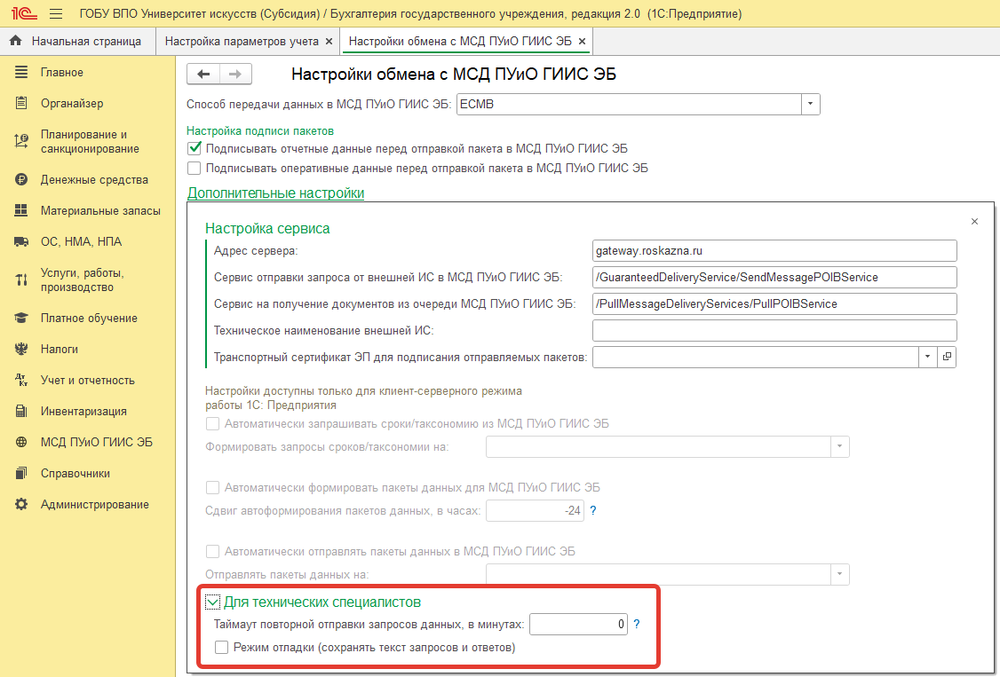 1С ГОБУ ВПО Университет искусств (Субсидия) / Бухгалтерия государственного учреждения, редакция 2.0 (1С:Предприятие)
Начальная страница
Настройка параметров учета ×
Настройки обмена с МСД ПУиО ГИИС ЭБ ×
Главное
Органайзер
Планирование и
санкционирование
Денежные средства
Материальные запасы
ОС, НМА, НПА
Услуги, работы,
производство
Платное обучение
Налоги
Учет и отчетность
Инвентаризация
МСД ПУиО ГИИС ЭБ
Справочники
Администрирование
Настройки обмена с МСД ПУиО ГИИС ЭБ
Способ передачи данных в МСД ПУиО ГИИС ЭБ: ЕСМВ
Настройка подписи пакетов
Подписывать отчетные данные перед отправкой пакета в МСД ПУиО ГИИС ЭБ
Подписывать оперативные данные перед отправкой пакета в МСД ПУиО ГИИС ЭБ
Дополнительные настройки
Настройка сервиса ×
Адрес сервера: gateway.roskazna.ru
Сервис отправки запроса от внешней ИС в МСД ПУиО ГИИС ЭБ: /GuaranteedDeliveryService/SendMessagePOIBService
Сервис на получение документов из очереди МСД ПУиО ГИИС ЭБ: /PullMessageDeliveryServices/PullPOIBService
Техническое наименование внешней ИС:
Транспортный сертификат ЭП для подписания отправляемых пакетов:
Настройки доступны только для клиент-серверного режима
работы 1С: Предприятия
Автоматически запрашивать сроки/таксономию из МСД ПУиО ГИИС ЭБ
Формировать запросы сроков/таксономии на:
Автоматически формировать пакеты данных для МСД ПУиО ГИИС ЭБ
Сдвиг автоформирования пакетов данных, в часах: -24 ?
Автоматически отправлять пакеты данных в МСД ПУиО ГИИС ЭБ
Отправлять пакеты данных на:
Для технических специалистов
Таймаут повторной отправки запросов данных, в минутах: 0 ?
Режим отладки (сохранять текст запросов и ответов)